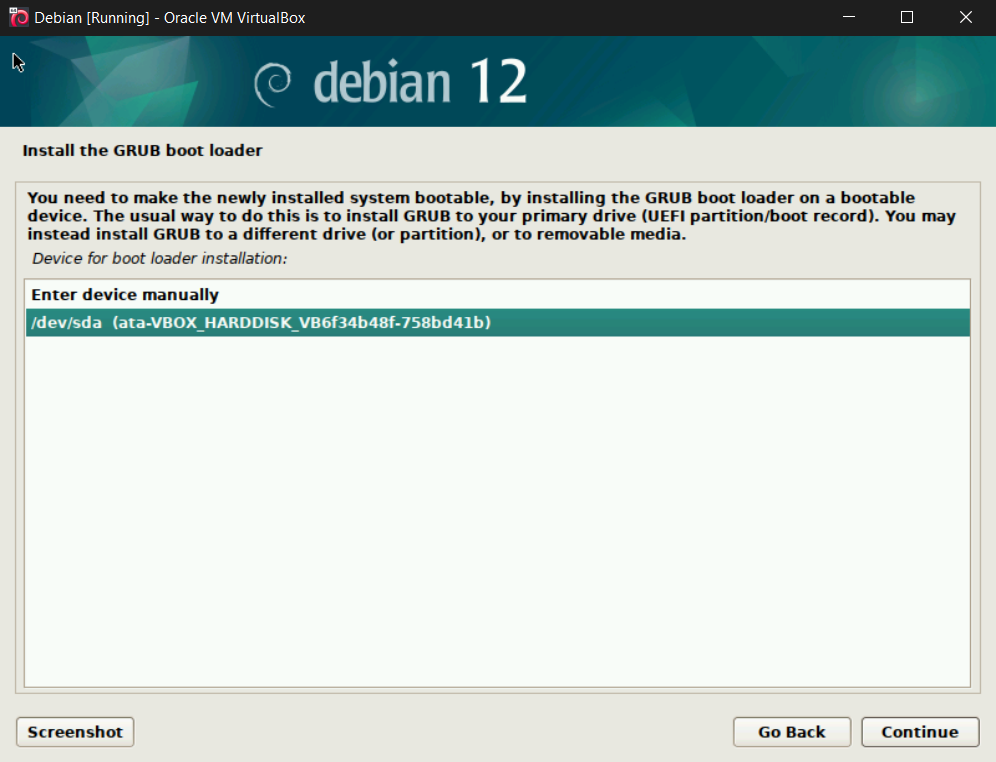 Debian [Running] - Oracle VM VirtualBox
debian 12
Install the GRUB boot loader
You need to make the newly installed system bootable, by installing the GRUB boot loader on a bootable
device. The usual way to do this is to install GRUB to your primary drive (UEFI partition/boot record). You may
instead install GRUB to a different drive (or partition), or to removable media.
Device for boot loader installation:
Enter device manually
/dev/sda (ata-VBOX_HARDDISK_VB6f34b48f-758bd41b)
Screenshot
Go Back
Continue